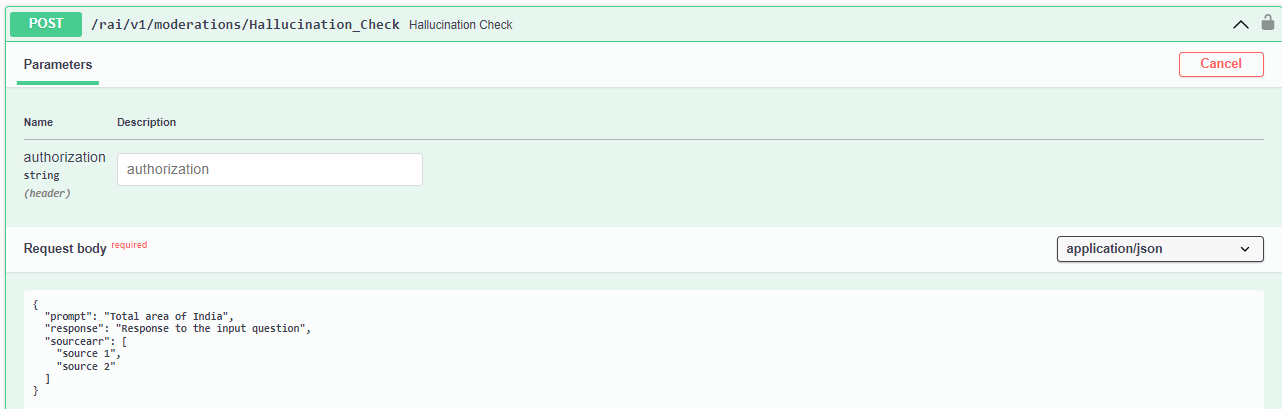 POST /rai/v1/moderations/Hallucination_Check Hallucination Check
Parameters Cancel
Name Description
authorization
string
(header)
authorization
Request body required application/json
{
  "prompt": "Total area of India",
  "response": "Response to the input question",
  "sourcearr": [
    "source 1",
    "source 2"
  ]
}